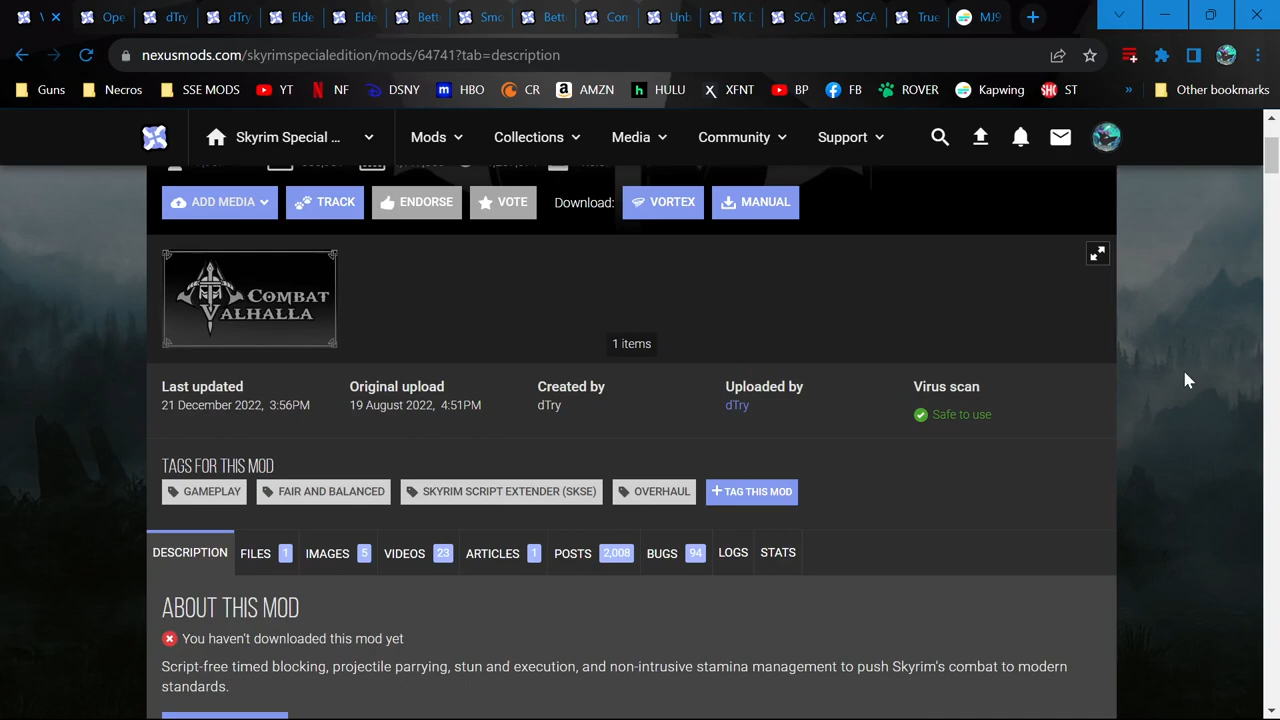 \ Ope dTry dTry Elde Elde Bett Smo Bett Con Unb TK D SCA SCA True MJ9
nexusmods.com/skyrimspecialedition/mods/64741?tab=description
Guns Necros SSE MODS YT NF DSNY HBO CR AMZN HULU XFNT BP FB ROVER Kapwing ST » Other bookmarks
Skyrim Special ... Mods Collections Media Community Support
ADD MEDIA TRACK ENDORSE VOTE Download: VORTEX MANUAL
COMBAT
VALHALLA
1 items
Last updated Original upload Created by Uploaded by Virus scan
21 December 2022, 3:56PM 19 August 2022, 4:51PM dTry dTry Safe to use
TAGS FOR THIS MOD
GAMEPLAY FAIR AND BALANCED SKYRIM SCRIPT EXTENDER (SKSE) OVERHAUL + TAG THIS MOD
DESCRIPTION FILES 1 IMAGES 5 VIDEOS 23 ARTICLES 1 POSTS 2,008 BUGS 94 LOGS STATS
ABOUT THIS MOD
You haven't downloaded this mod yet
Script-free timed blocking, projectile parrying, stun and execution, and non-intrusive stamina management to push Skyrim's combat to modern
standards.